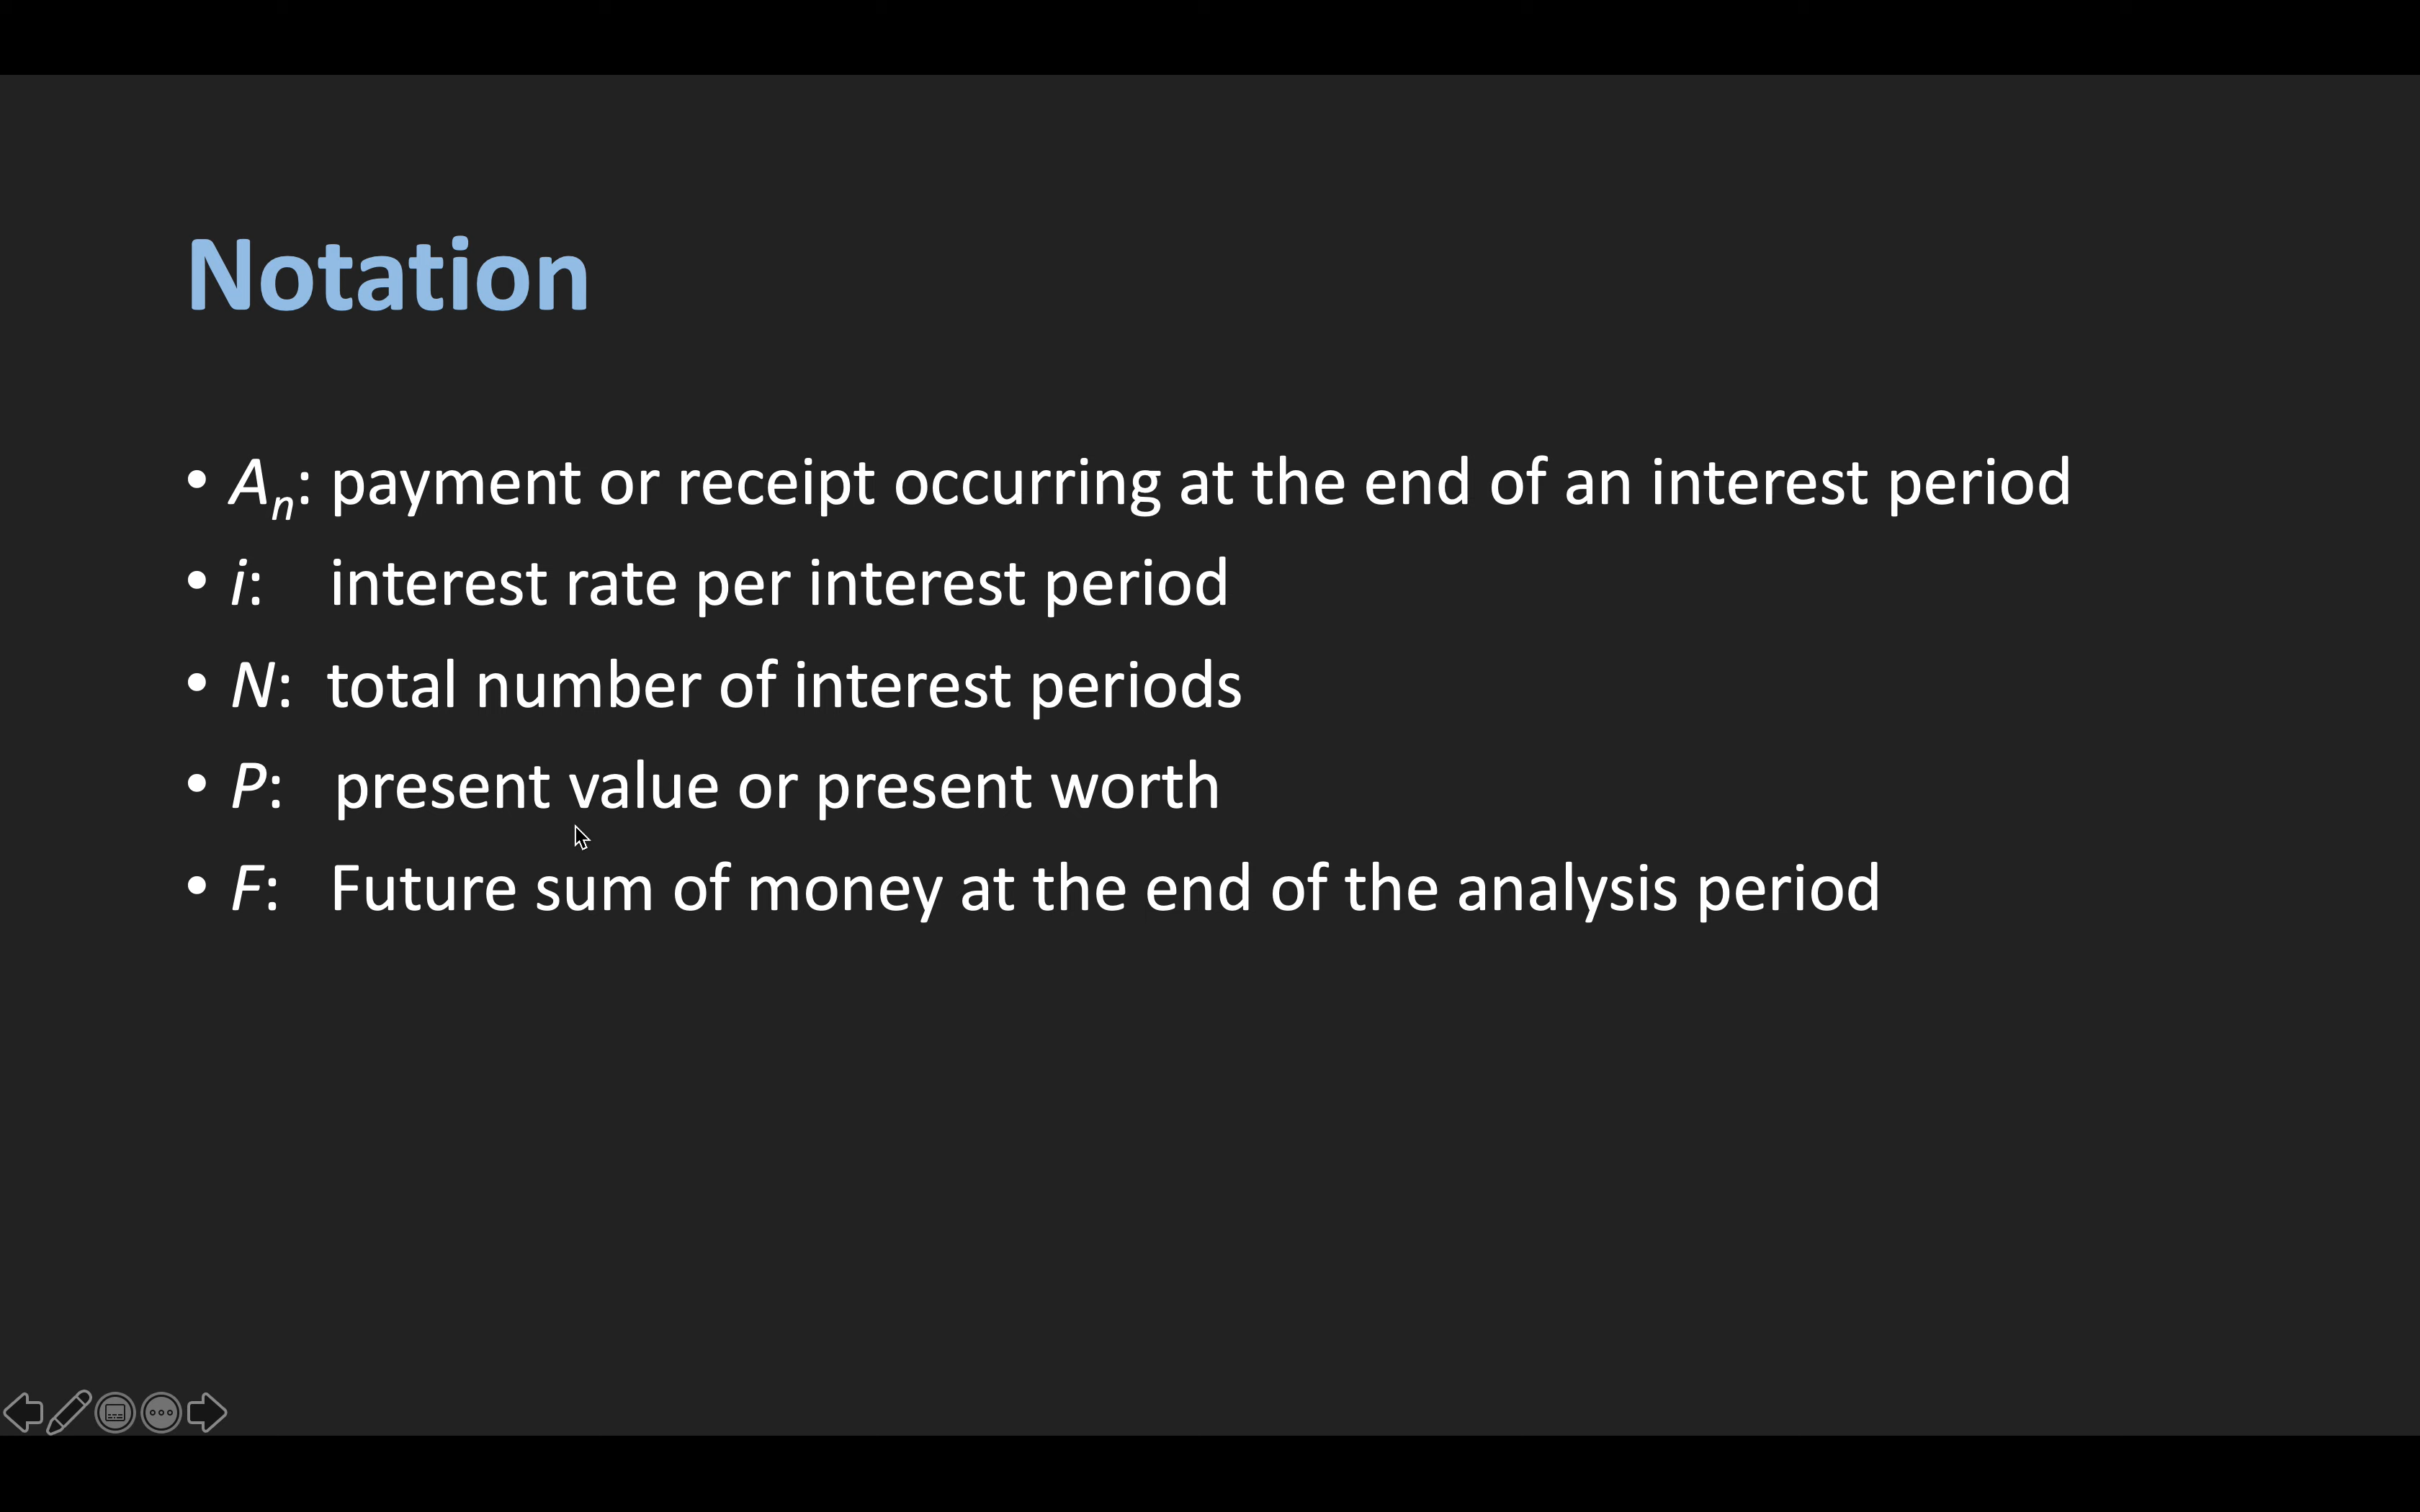 Notation
• Aₙ: payment or receipt occurring at the end of an interest period
• i: interest rate per interest period
• N: total number of interest periods
• P: present value or present worth
• F: Future sum of money at the end of the analysis period